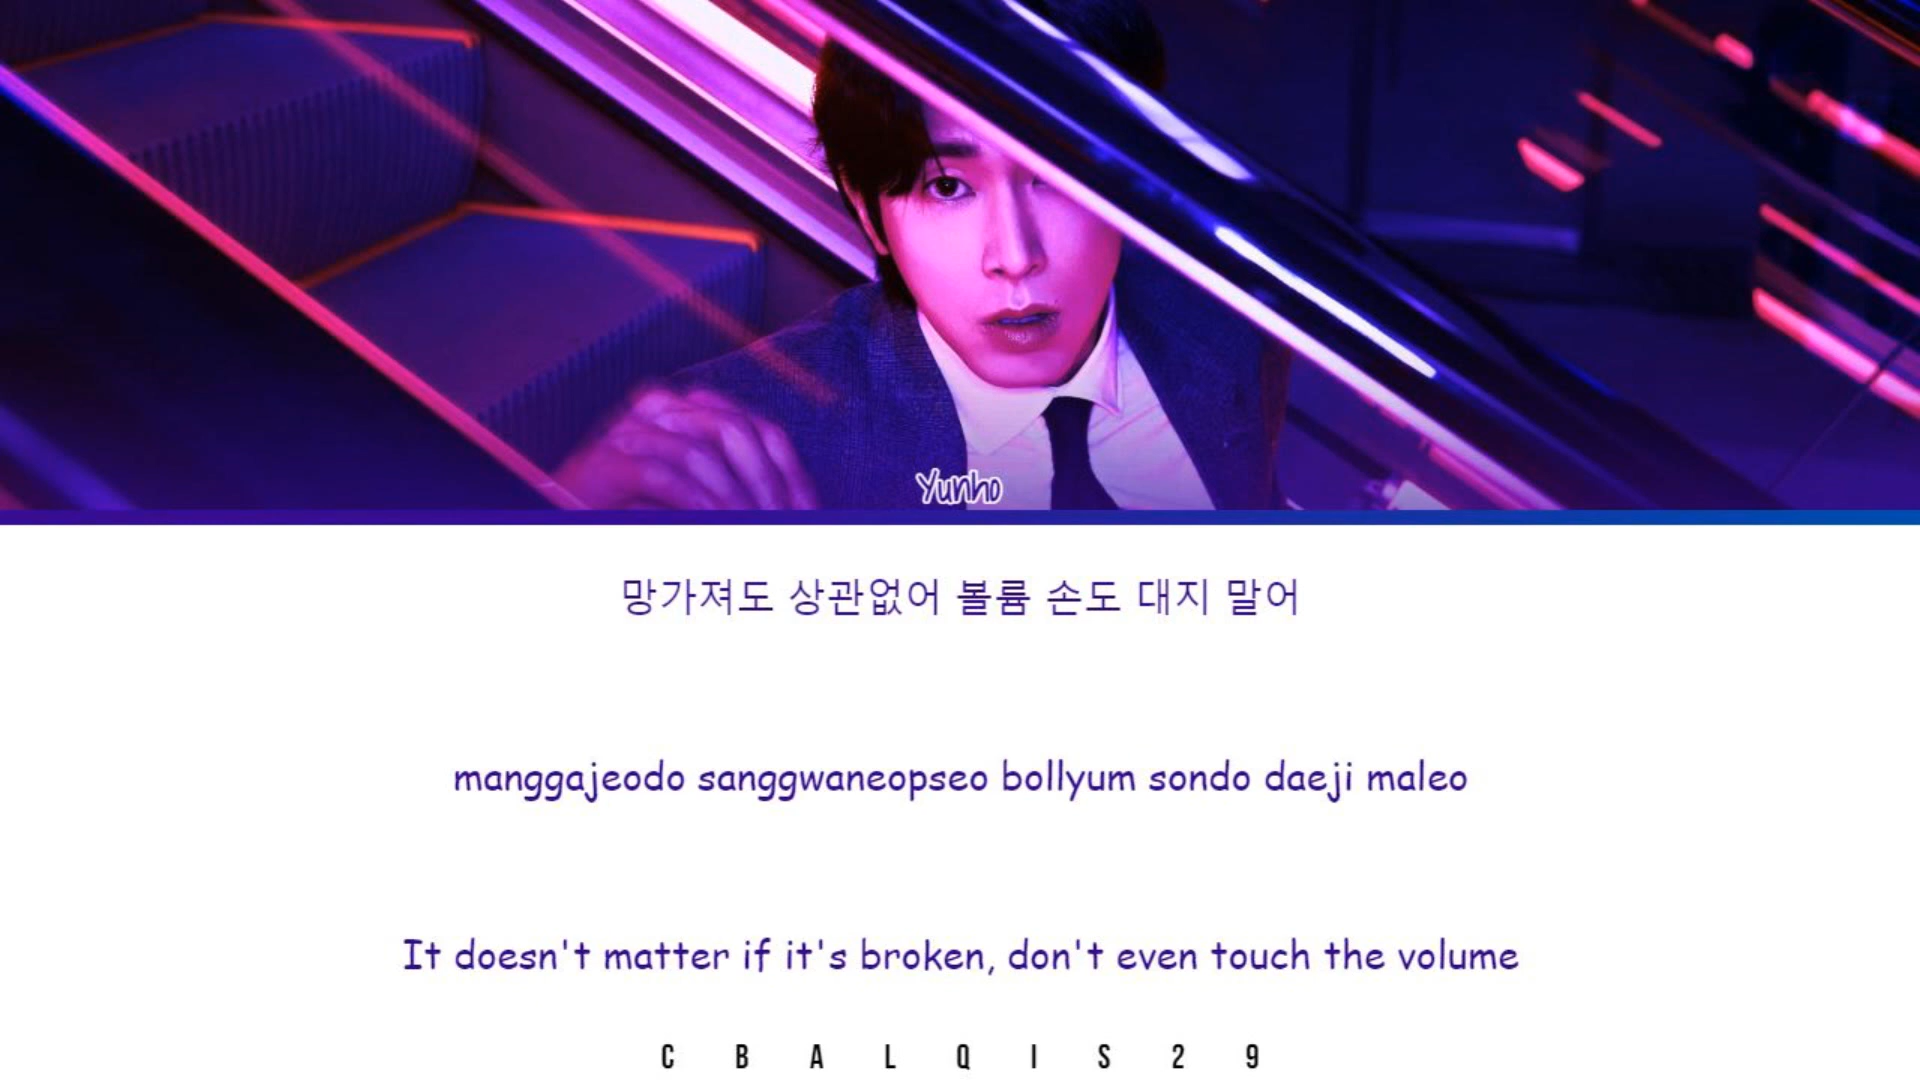 Yunho
망가져도 상관없어 볼륨 손도 대지 말어
manggajeodo sanggwaneopseo bollyum sondo daeji maleo
It doesn't matter if it's broken, don't even touch the volume
C B A L Q I S 2 9